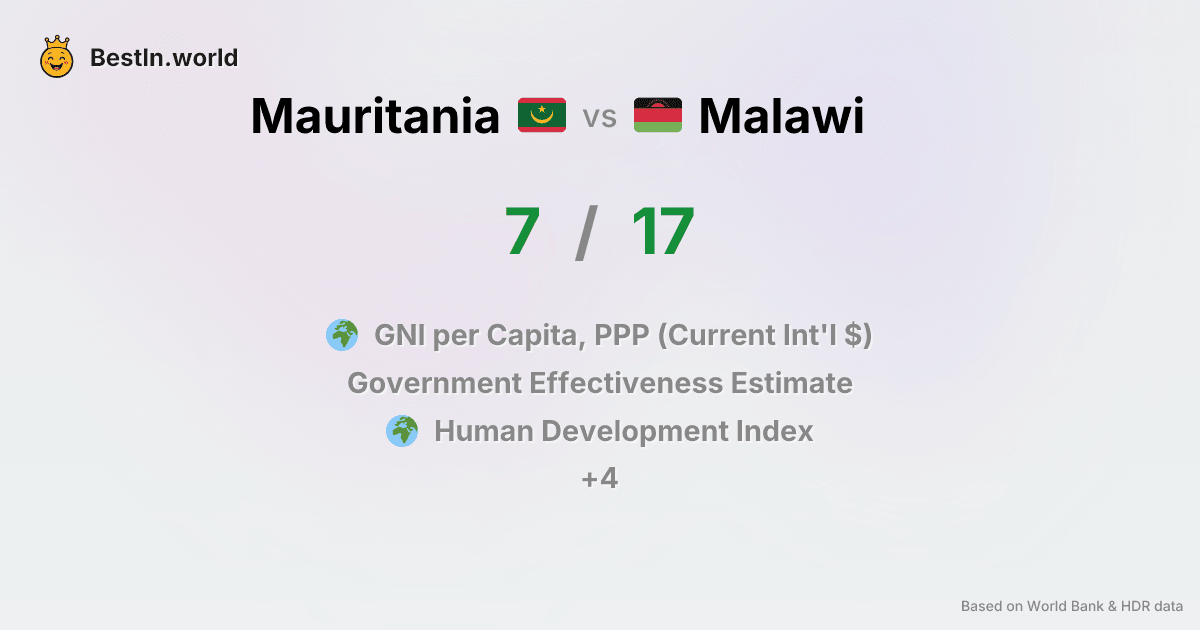 BestIn.world
Mauritania vs Malawi
7 / 17
GNI per Capita, PPP (Current Int'l $)
Government Effectiveness Estimate
Human Development Index
+4
Based on World Bank & HDR data